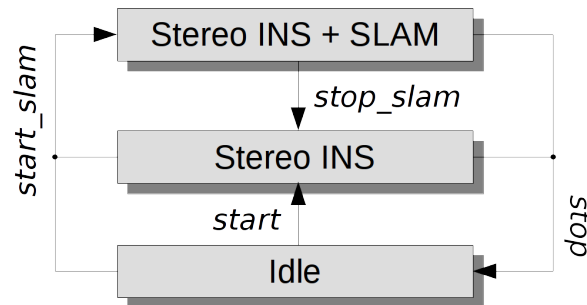 Stereo INS + SLAM
start_slam
stop_slam
Stereo INS
start
stop
Idle